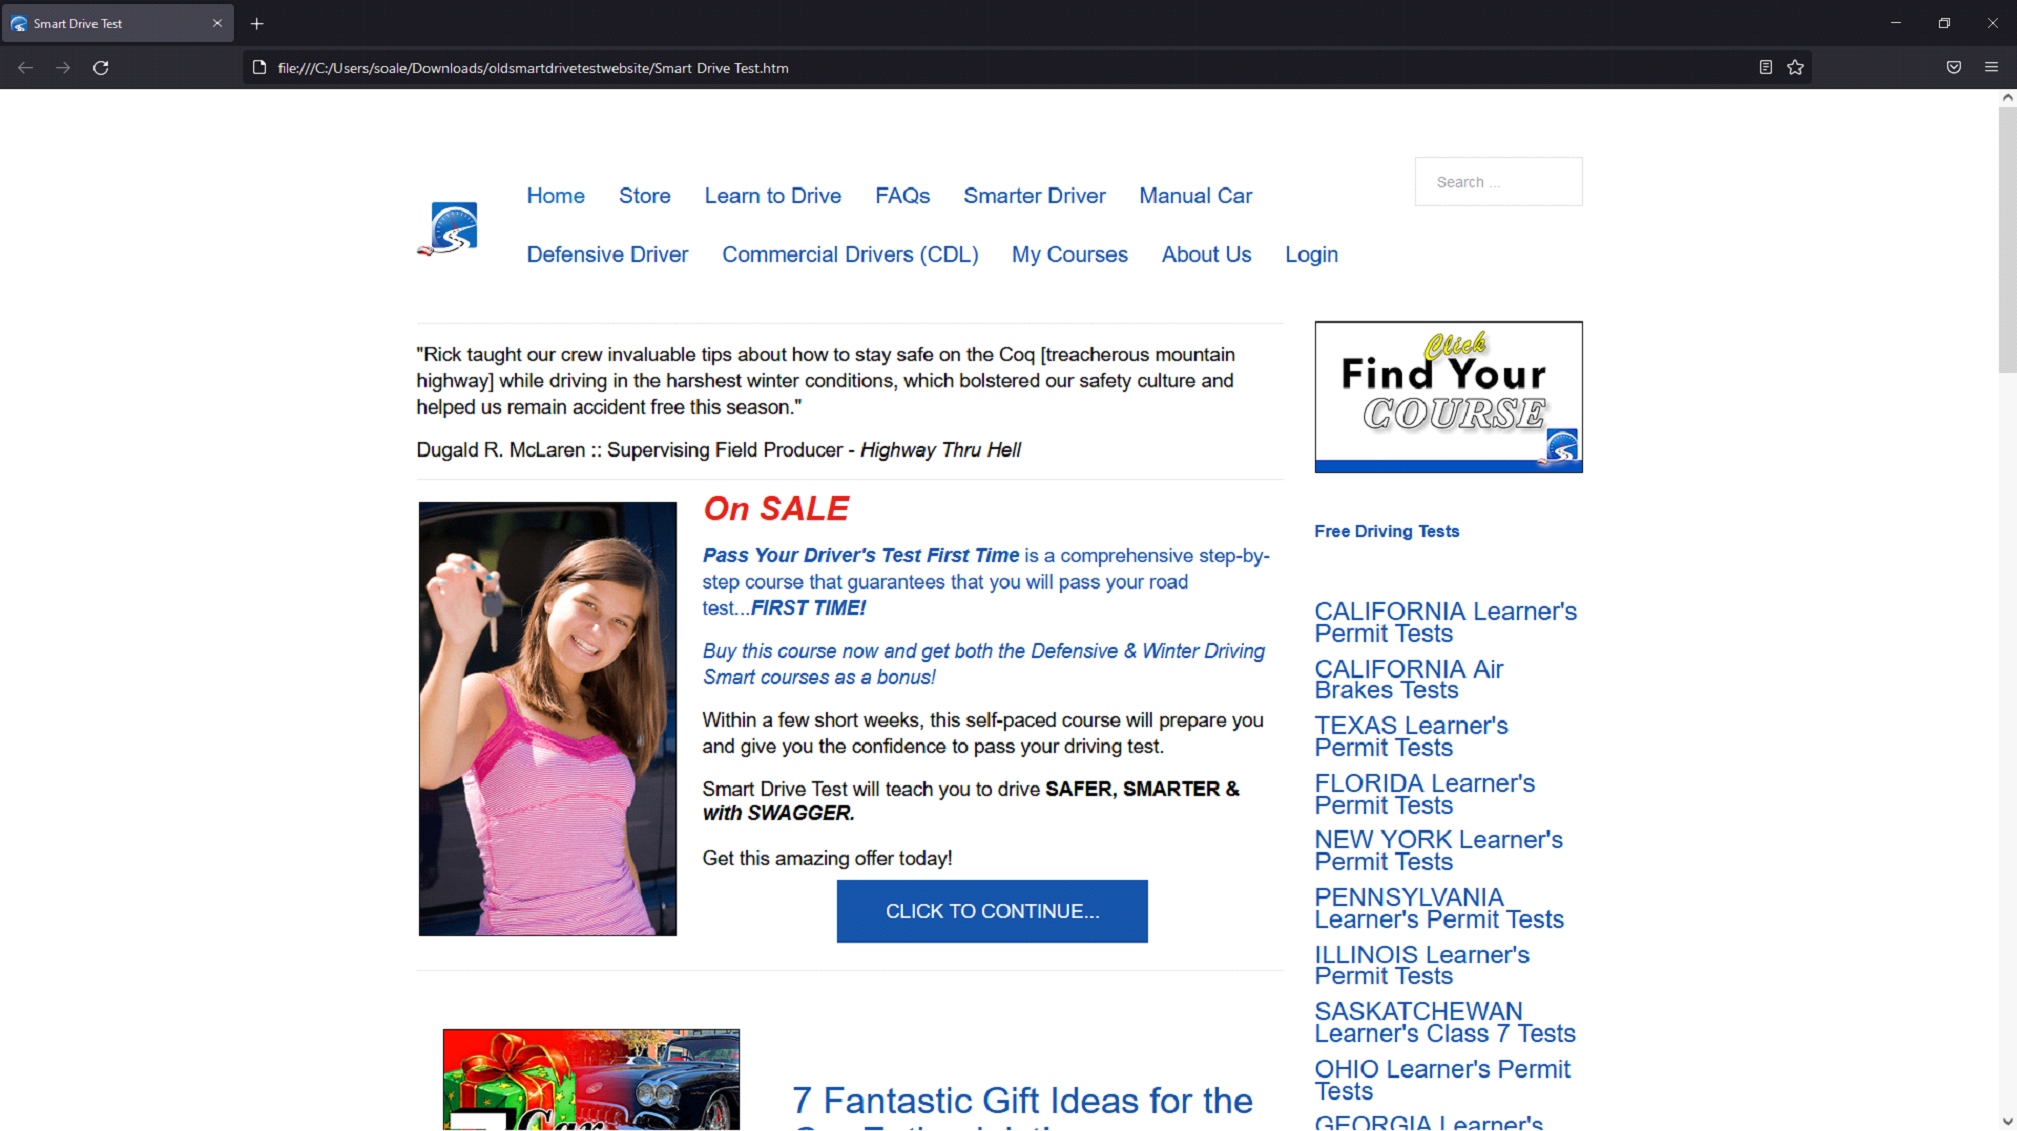 Smart Drive Test
file:///C:/Users/soale/Downloads/oldsmartdrivetestwebsite/Smart Drive Test.htm
Home Store Learn to Drive FAQs Smarter Driver Manual Car
Search ...
Defensive Driver Commercial Drivers (CDL) My Courses About Us Login
"Rick taught our crew invaluable tips about how to stay safe on the Coq [treacherous mountain
highway] while driving in the harshest winter conditions, which bolstered our safety culture and
helped us remain accident free this season."
Dugald R. McLaren :: Supervising Field Producer - Highway Thru Hell
On SALE
Pass Your Driver's Test First Time is a comprehensive step-by-
step course that guarantees that you will pass your road
test...FIRST TIME!
Buy this course now and get both the Defensive & Winter Driving
Smart courses as a bonus!
Within a few short weeks, this self-paced course will prepare you
and give you the confidence to pass your driving test.
Smart Drive Test will teach you to drive SAFER, SMARTER &
with SWAGGER.
Get this amazing offer today!
CLICK TO CONTINUE...
Car
7 Fantastic Gift Ideas for the
Click
Find Your
COURSE
Free Driving Tests
CALIFORNIA Learner's
Permit Tests
CALIFORNIA Air
Brakes Tests
TEXAS Learner's
Permit Tests
FLORIDA Learner's
Permit Tests
NEW YORK Learner's
Permit Tests
PENNSYLVANIA
Learner's Permit Tests
ILLINOIS Learner's
Permit Tests
SASKATCHEWAN
Learner's Class 7 Tests
OHIO Learner's Permit
Tests
GEORGIA Learner's